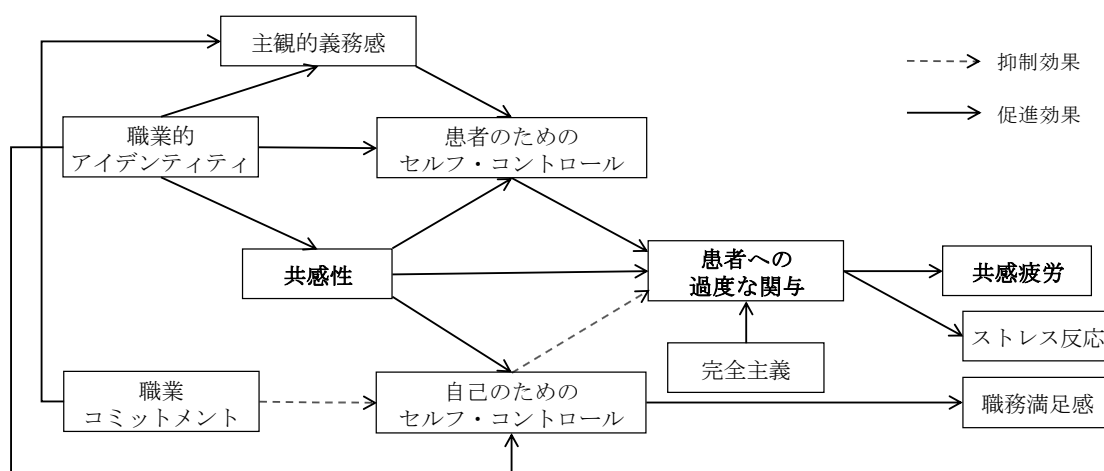 主観的義務感
抑制効果
促進効果
職業的
アイデンティティ
患者のための
セルフ・コントロール
共感性
患者への
過度な関与
共感疲労
ストレス反応
完全主義
職業
コミットメント
自己のための
セルフ・コントロール
職務満足感